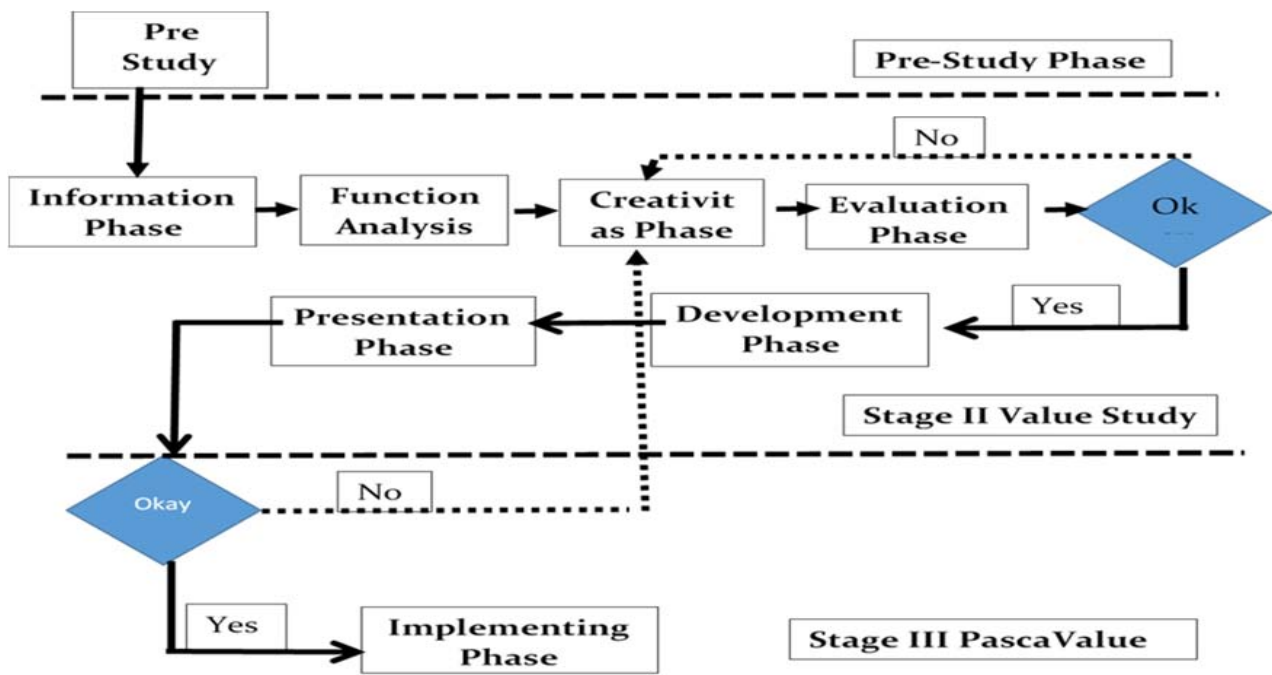 Pre
Study
Pre-Study Phase
No
Information
Phase
Function
Analysis
Creativit
as Phase
Evaluation
Phase
Ok
Presentation
Phase
Development
Phase
Yes
Stage II Value Study
Okay
No
Yes
Implementing
Phase
Stage III PascaValue